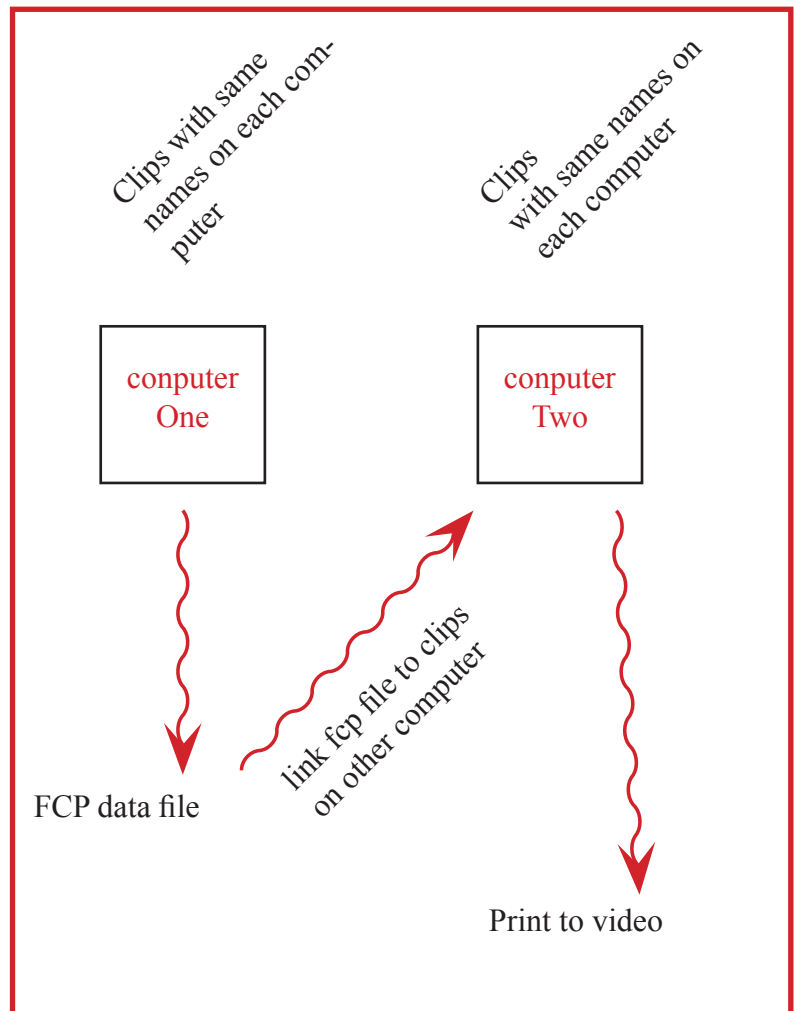 Clips with same
names on each com-
puter
Clips
with same names on
each computer
conputer
One
conputer
Two
link fcp file to clips
on other computer
FCP data file
Print to video